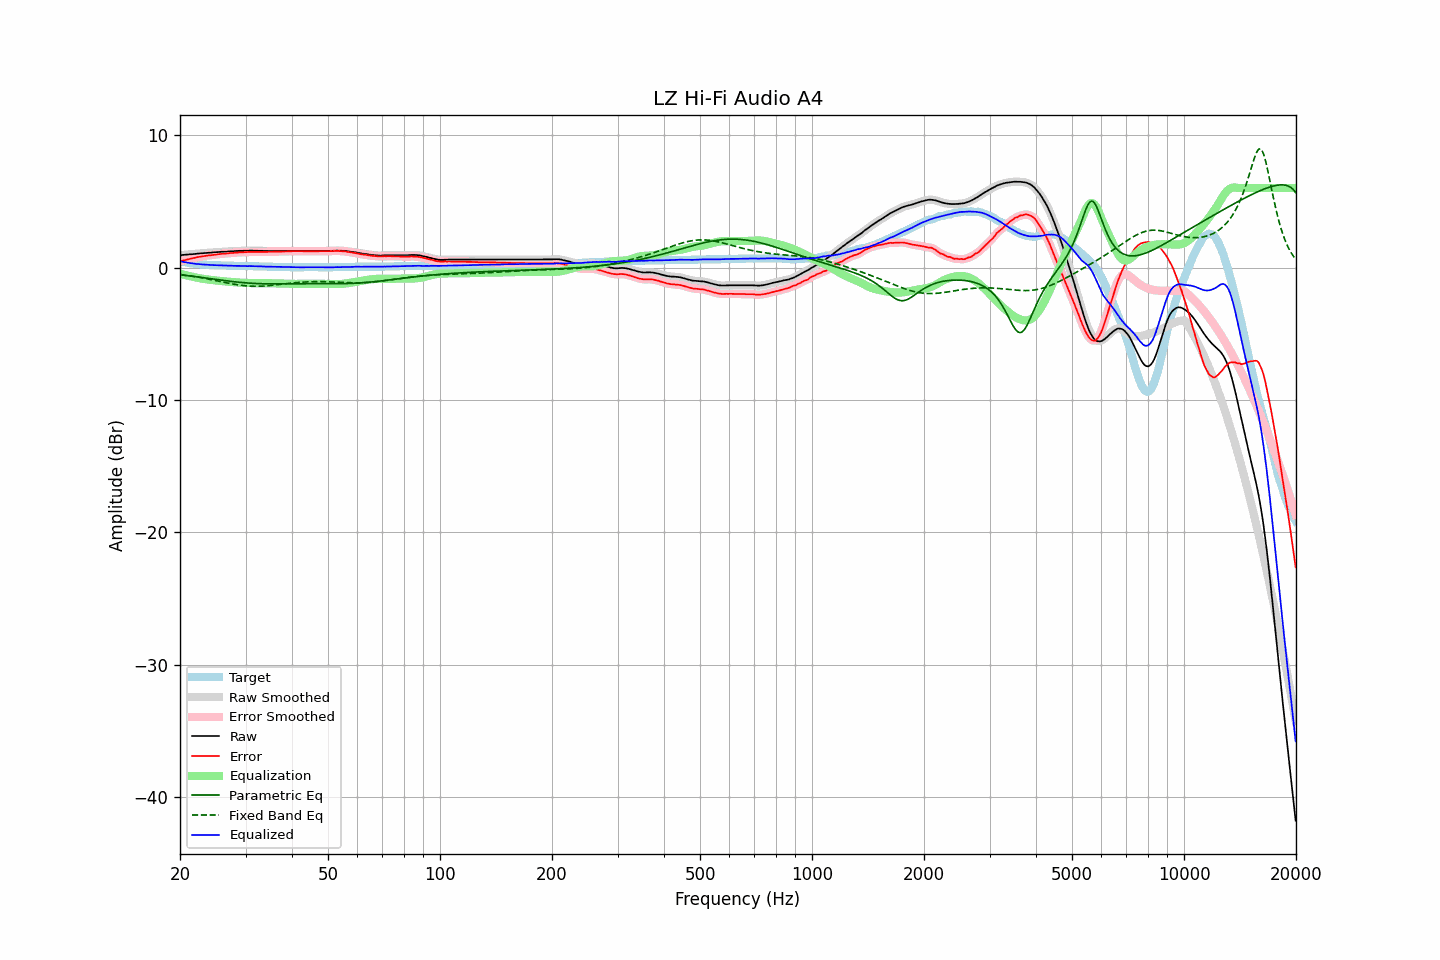 LZ Hi-Fi Audio A4
10
0
−10
−20
−30
−40
Amplitude (dBr)
Target
Raw Smoothed
Error Smoothed
Raw
Error
Equalization
Parametric Eq
Fixed Band Eq
Equalized
20 50 100 200 500 1000 2000 5000 10000 20000
Frequency (Hz)